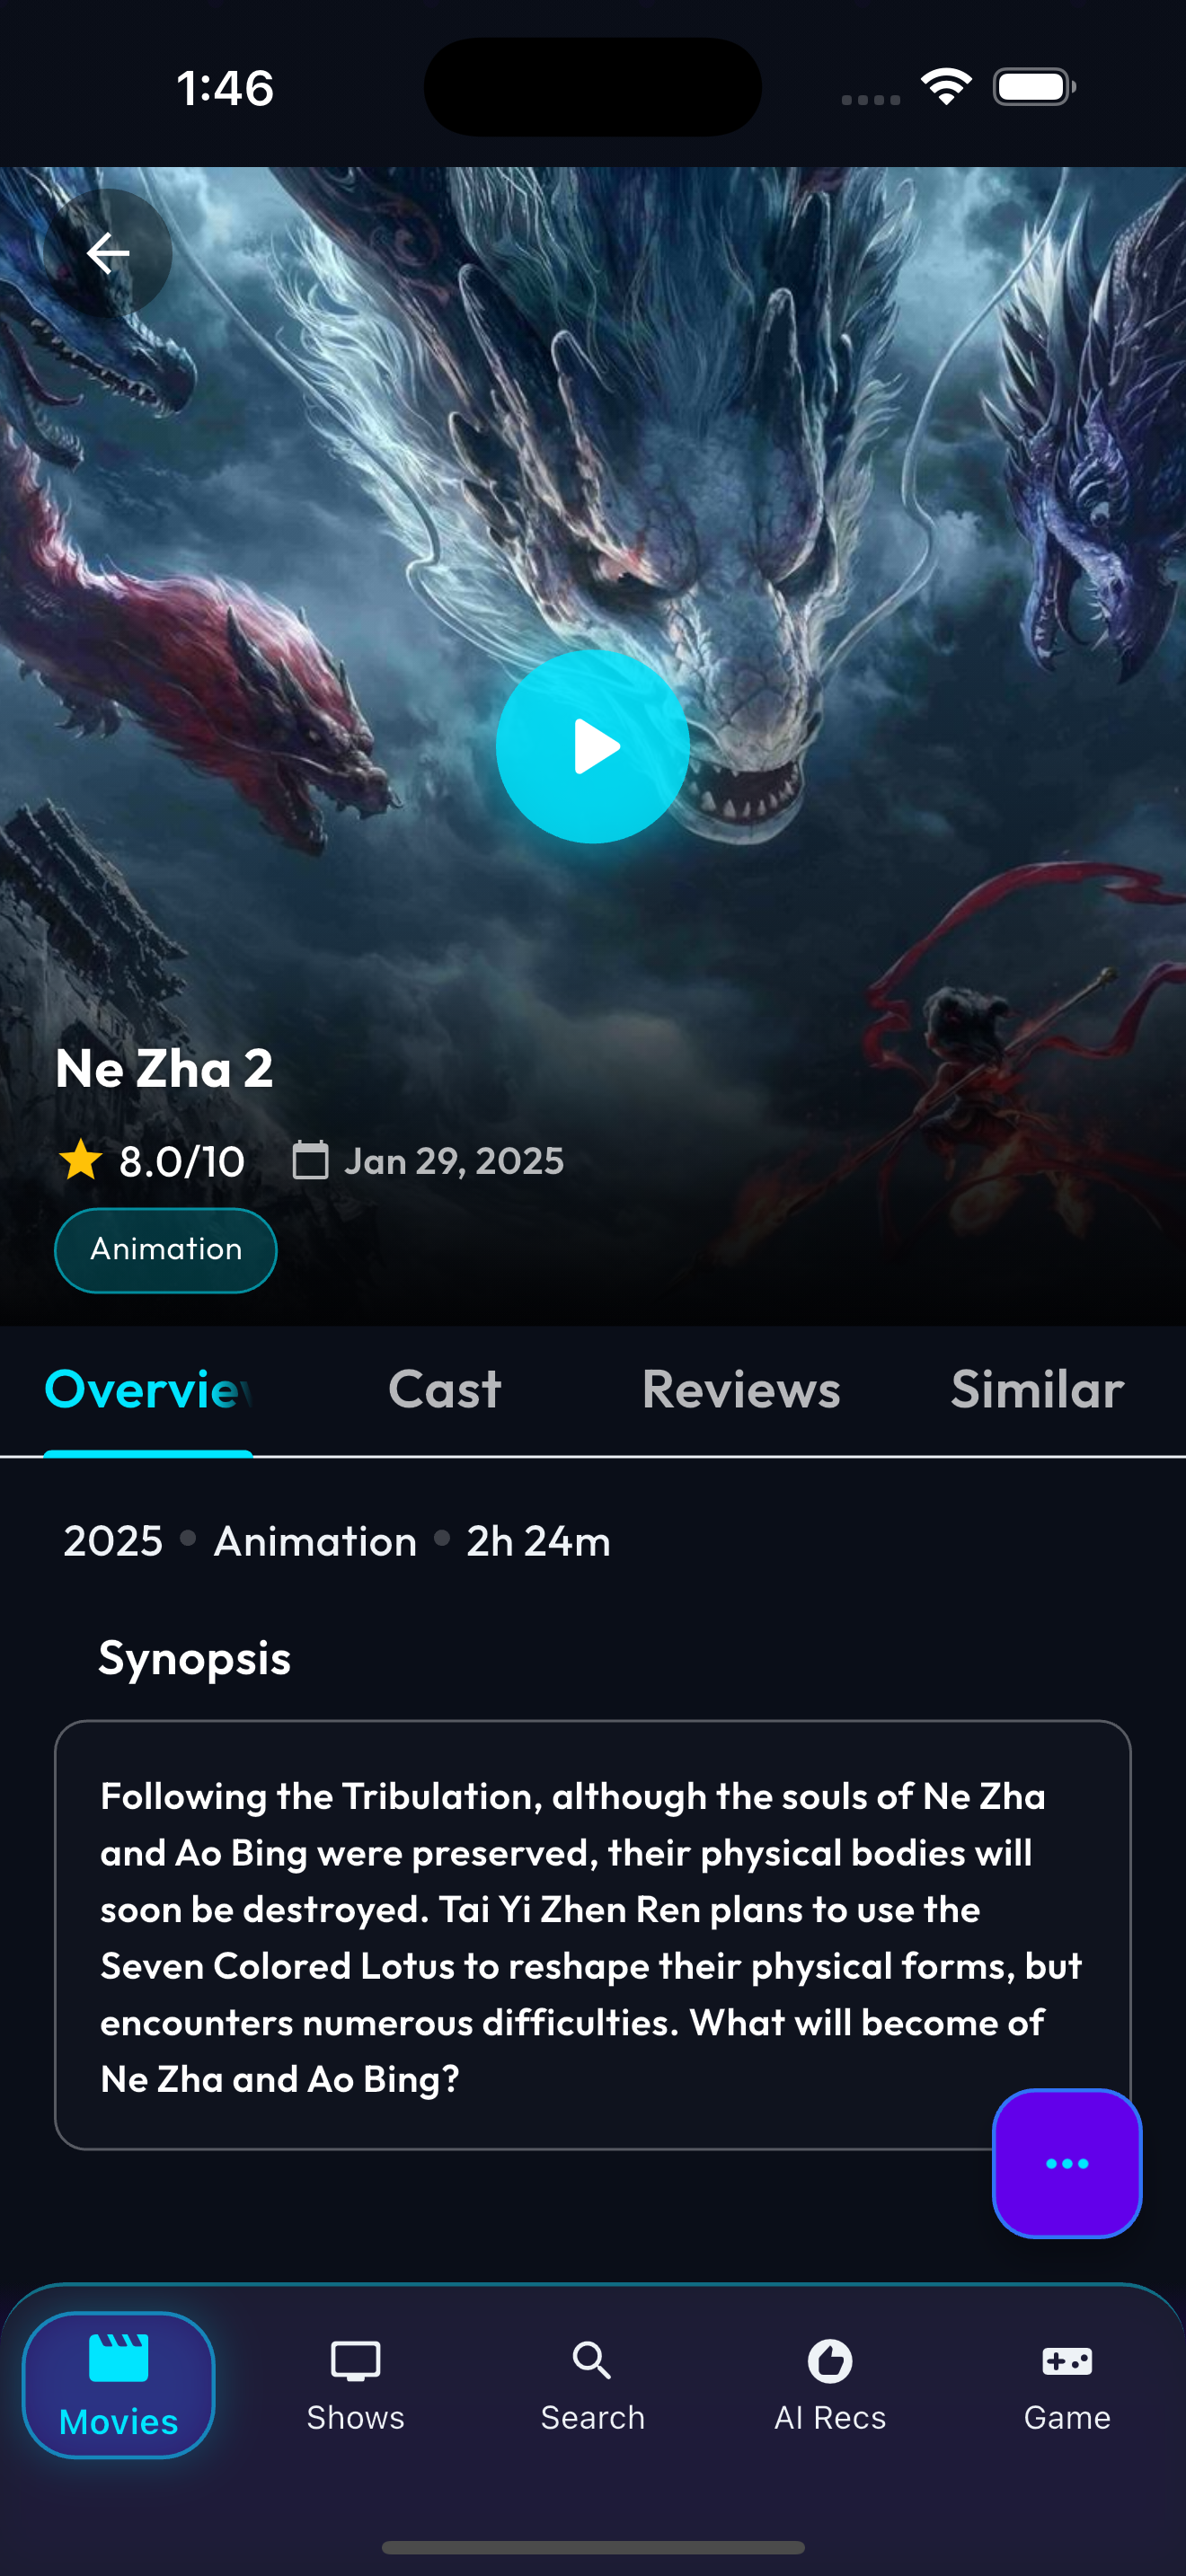 1:46
Ne Zha 2
8.0/10 Jan 29, 2025
Animation
Overview Cast Reviews Similar
2025 • Animation • 2h 24m
Synopsis
Following the Tribulation, although the souls of Ne Zha
and Ao Bing were preserved, their physical bodies will
soon be destroyed. Tai Yi Zhen Ren plans to use the
Seven Colored Lotus to reshape their physical forms, but
encounters numerous difficulties. What will become of
Ne Zha and Ao Bing?
Movies Shows Search AI Recs Game